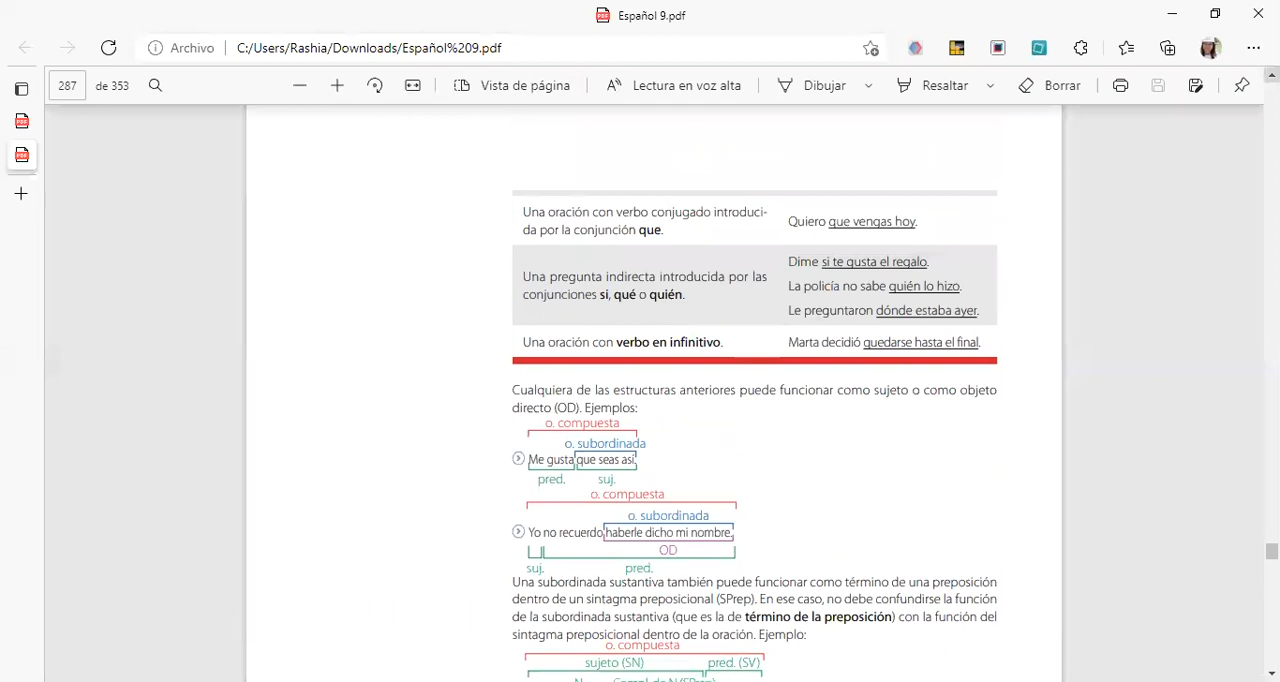 Español 9.pdf
Archivo C:/Users/Rashia/Downloads/Español%209.pdf
287 de 353 Vista de página Lectura en voz alta Dibujar Resaltar Borrar
Una oración con verbo conjugado introduci-
da por la conjunción que.
Quiero que vengas hoy.
Una pregunta indirecta introducida por las
conjunciones si, qué o quién.
Dime si te gusta el regalo.
La policía no sabe quién lo hizo.
Le preguntaron dónde estaba ayer.
Una oración con verbo en infinitivo.
Marta decidió quedarse hasta el final.
Cualquiera de las estructuras anteriores puede funcionar como sujeto o como objeto
directo (OD). Ejemplos:
o. compuesta
o. subordinada
Me gusta que seas así.
pred. suj.
o. compuesta
o. subordinada
Yo no recuerdo haberle dicho mi nombre.
OD
suj. pred.
Una subordinada sustantiva también puede funcionar como término de una preposición
dentro de un sintagma preposicional (SPrep). En ese caso, no debe confundirse la función
de la subordinada sustantiva (que es la de término de la preposición) con la función del
sintagma preposicional dentro de la oración. Ejemplo:
o. compuesta
sujeto (SN) pred. (SV)